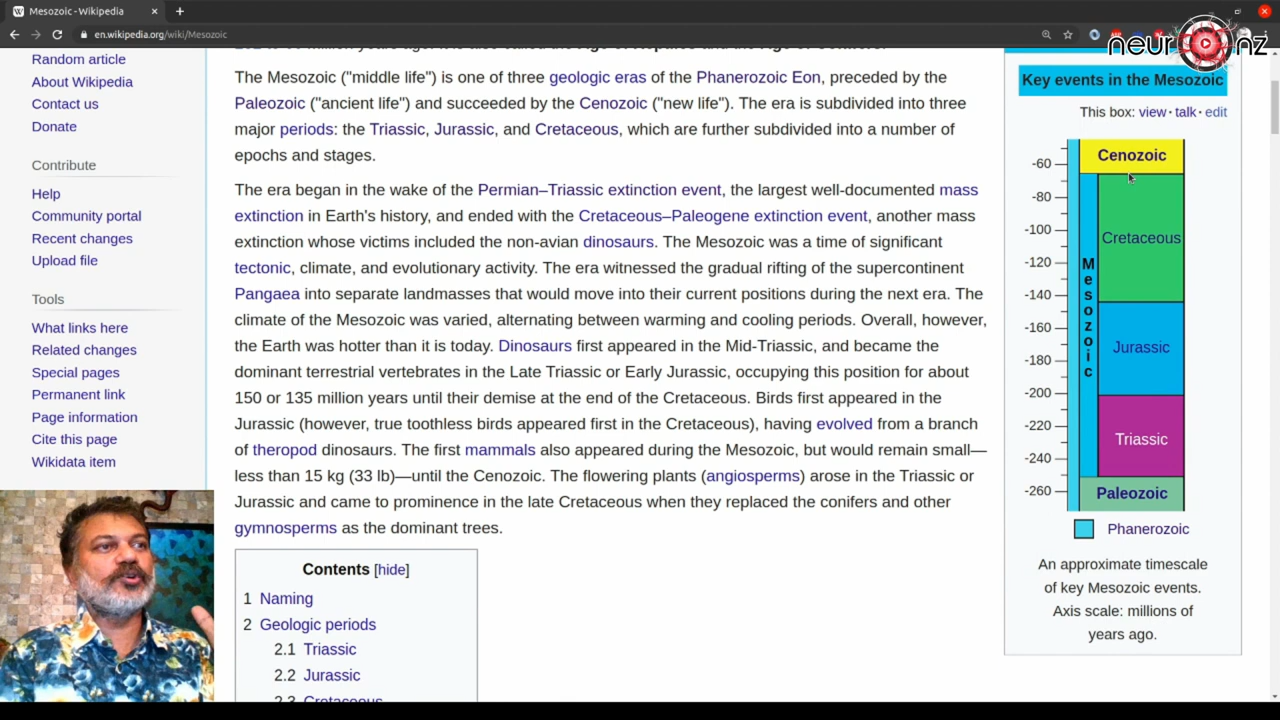 Mesozoic - Wikipedia
en.wikipedia.org/wiki/Mesozoic
neuronz
Random article
About Wikipedia
Contact us
Donate
Contribute
Help
Community portal
Recent changes
Upload file
Tools
What links here
Related changes
Special pages
Permanent link
Page information
Cite this page
Wikidata item
The Mesozoic ("middle life") is one of three geologic eras of the Phanerozoic Eon, preceded by the
Paleozoic ("ancient life") and succeeded by the Cenozoic ("new life"). The era is subdivided into three
major periods: the Triassic, Jurassic, and Cretaceous, which are further subdivided into a number of
epochs and stages.
The era began in the wake of the Permian–Triassic extinction event, the largest well-documented mass
extinction in Earth's history, and ended with the Cretaceous–Paleogene extinction event, another mass
extinction whose victims included the non-avian dinosaurs. The Mesozoic was a time of significant
tectonic, climate, and evolutionary activity. The era witnessed the gradual rifting of the supercontinent
Pangaea into separate landmasses that would move into their current positions during the next era. The
climate of the Mesozoic was varied, alternating between warming and cooling periods. Overall, however,
the Earth was hotter than it is today. Dinosaurs first appeared in the Mid-Triassic, and became the
dominant terrestrial vertebrates in the Late Triassic or Early Jurassic, occupying this position for about
150 or 135 million years until their demise at the end of the Cretaceous. Birds first appeared in the
Jurassic (however, true toothless birds appeared first in the Cretaceous), having evolved from a branch
of theropod dinosaurs. The first mammals also appeared during the Mesozoic, but would remain small—
less than 15 kg (33 lb)—until the Cenozoic. The flowering plants (angiosperms) arose in the Triassic or
Jurassic and came to prominence in the late Cretaceous when they replaced the conifers and other
gymnosperms as the dominant trees.
Contents [hide]
1 Naming
2 Geologic periods
2.1 Triassic
2.2 Jurassic
2.3 Cretaceous
Key events in the Mesozoic
This box: view · talk · edit
-60
-80
-100
-120
-140
-160
-180
-200
-220
-240
-260
Mesozoic
Cenozoic
Cretaceous
Jurassic
Triassic
Paleozoic
Phanerozoic
An approximate timescale
of key Mesozoic events.
Axis scale: millions of
years ago.